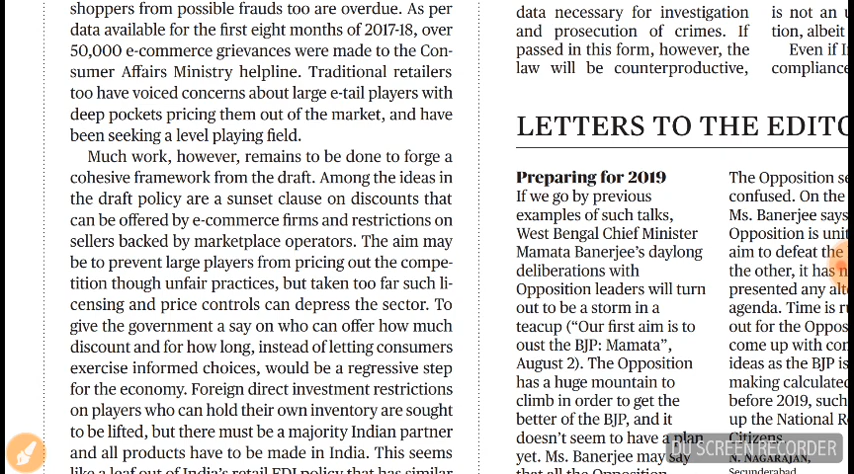 shoppers from possible frauds too are overdue. As per
data available for the first eight months of 2017-18, over
50,000 e-commerce grievances were made to the Con-
sumer Affairs Ministry helpline. Traditional retailers
too have voiced concerns about large e-tail players with
deep pockets pricing them out of the market, and have
been seeking a level playing field.
Much work, however, remains to be done to forge a
cohesive framework from the draft. Among the ideas in
the draft policy are a sunset clause on discounts that
can be offered by e-commerce firms and restrictions on
sellers backed by marketplace operators. The aim may
be to prevent large players from pricing out the compe-
tition though unfair practices, but taken too far such li-
censing and price controls can depress the sector. To
give the government a say on who can offer how much
discount and for how long, instead of letting consumers
exercise informed choices, would be a regressive step
for the economy. Foreign direct investment restrictions
on players who can hold their own inventory are sought
to be lifted, but there must be a majority Indian partner
and all products have to be made in India. This seems
like a leaf out of India's retail FDI policy that has similar
data necessary for investigation
and prosecution of crimes. If
passed in this form, however, the
law will be counterproductive,
is not an
tion, albeit
Even if
compliance
LETTERS TO THE EDITO
Preparing for 2019
If we go by previous
examples of such talks,
West Bengal Chief Minister
Mamata Banerjee's daylong
deliberations with
Opposition leaders will turn
out to be a storm in a
teacup ("Our first aim is to
oust the BJP: Mamata",
August 2). The Opposition
has a huge mountain to
climb in order to get the
better of the BJP, and it
doesn't seem to have a plan
yet. Ms. Banerjee may say
that all the Opposition
The Opposition
confused. On the
Ms. Banerjee says
Opposition is
aim to defeat the
the other, it has
presented any
agenda. Time is
out for the
come up with
ideas as the BJP is
making calculated
before 2019, such
up the National
Citizens.
N. NAGARAJAN,
Secunderabad
DU SCREEN RECORDER